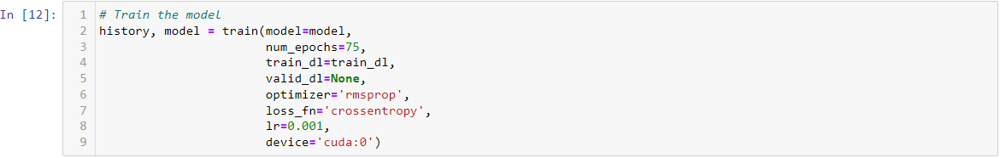 In [12]:
1 # Train the model
2 history, model = train(model=model,
3                        num_epochs=75,
4                        train_dl=train_dl,
5                        valid_dl=None,
6                        optimizer='rmsprop',
7                        loss_fn='crossentropy',
8                        lr=0.001,
9                        device='cuda:0')